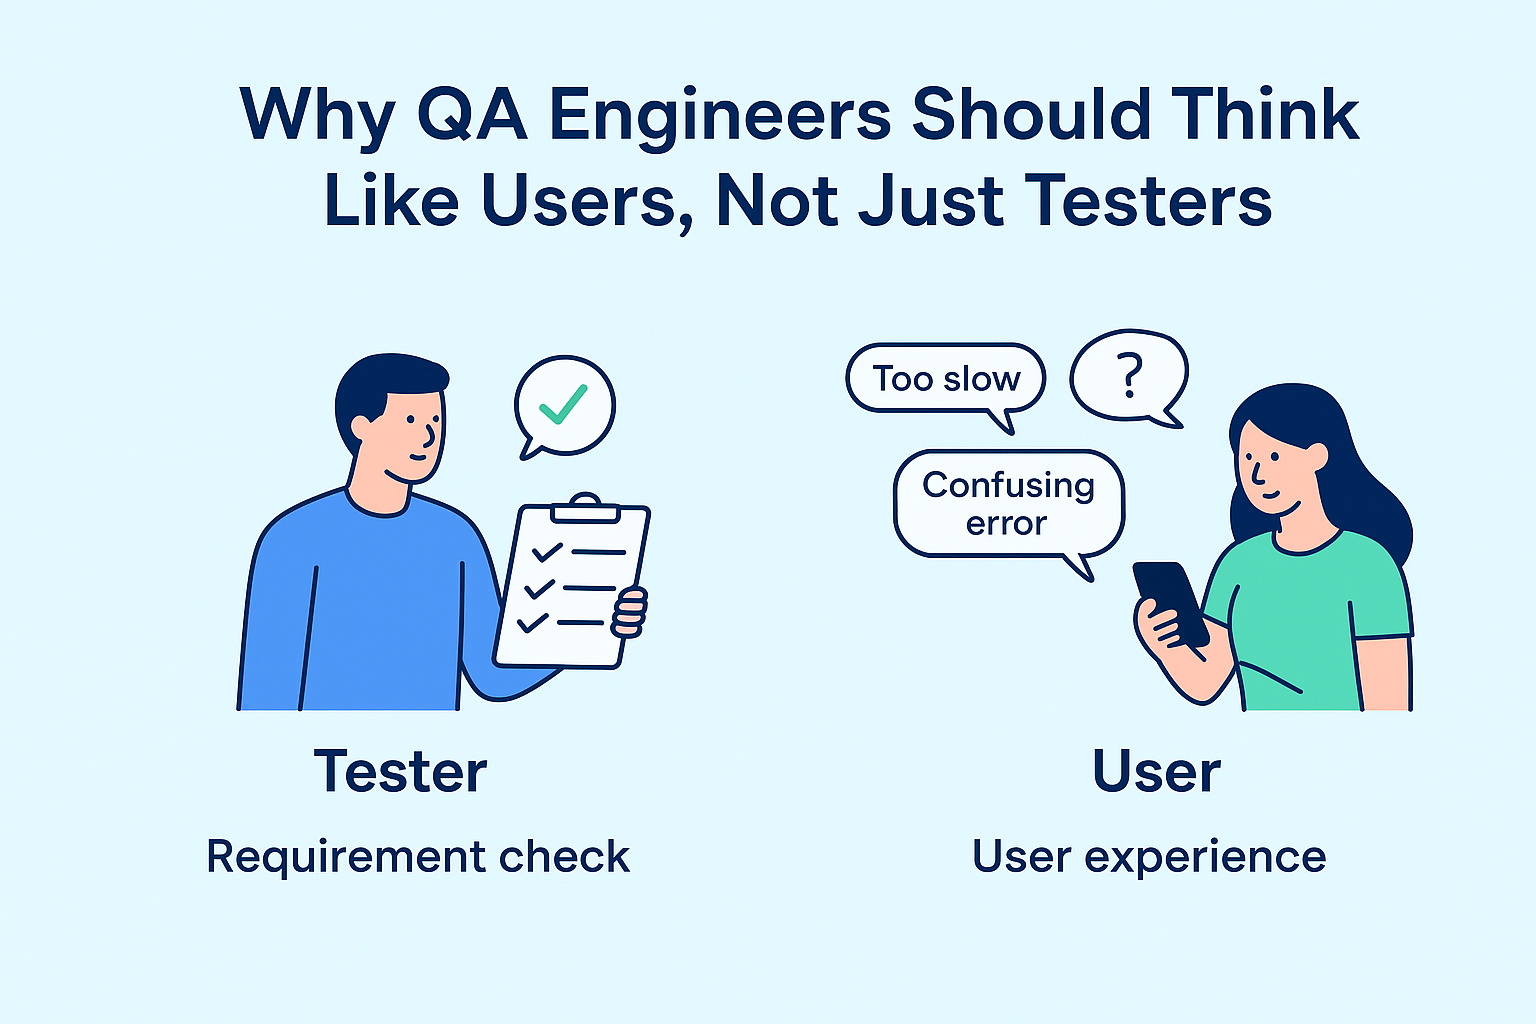 Why QA Engineers Should Think
Like Users, Not Just Testers
Too slow
?
Confusing
error
Tester
Requirement check
User
User experience